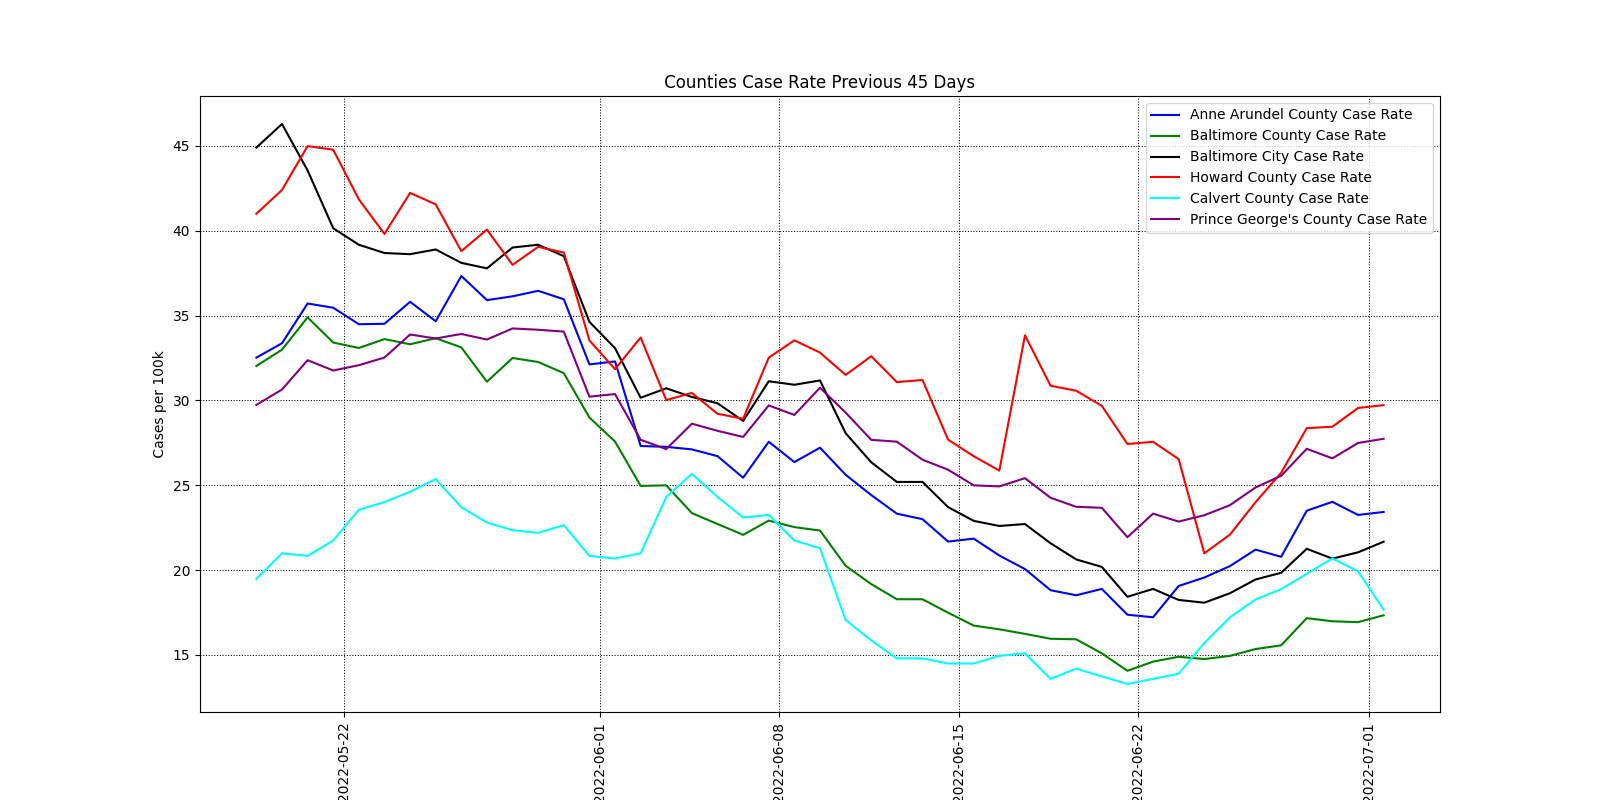 Counties Case Rate Previous 45 Days
Anne Arundel County Case Rate
Baltimore County Case Rate
Baltimore City Case Rate
Howard County Case Rate
Calvert County Case Rate
Prince George's County Case Rate
Cases per 100k
45
40
35
30
25
20
15
2022-05-22
2022-06-01
2022-06-08
2022-06-15
2022-06-22
2022-07-01